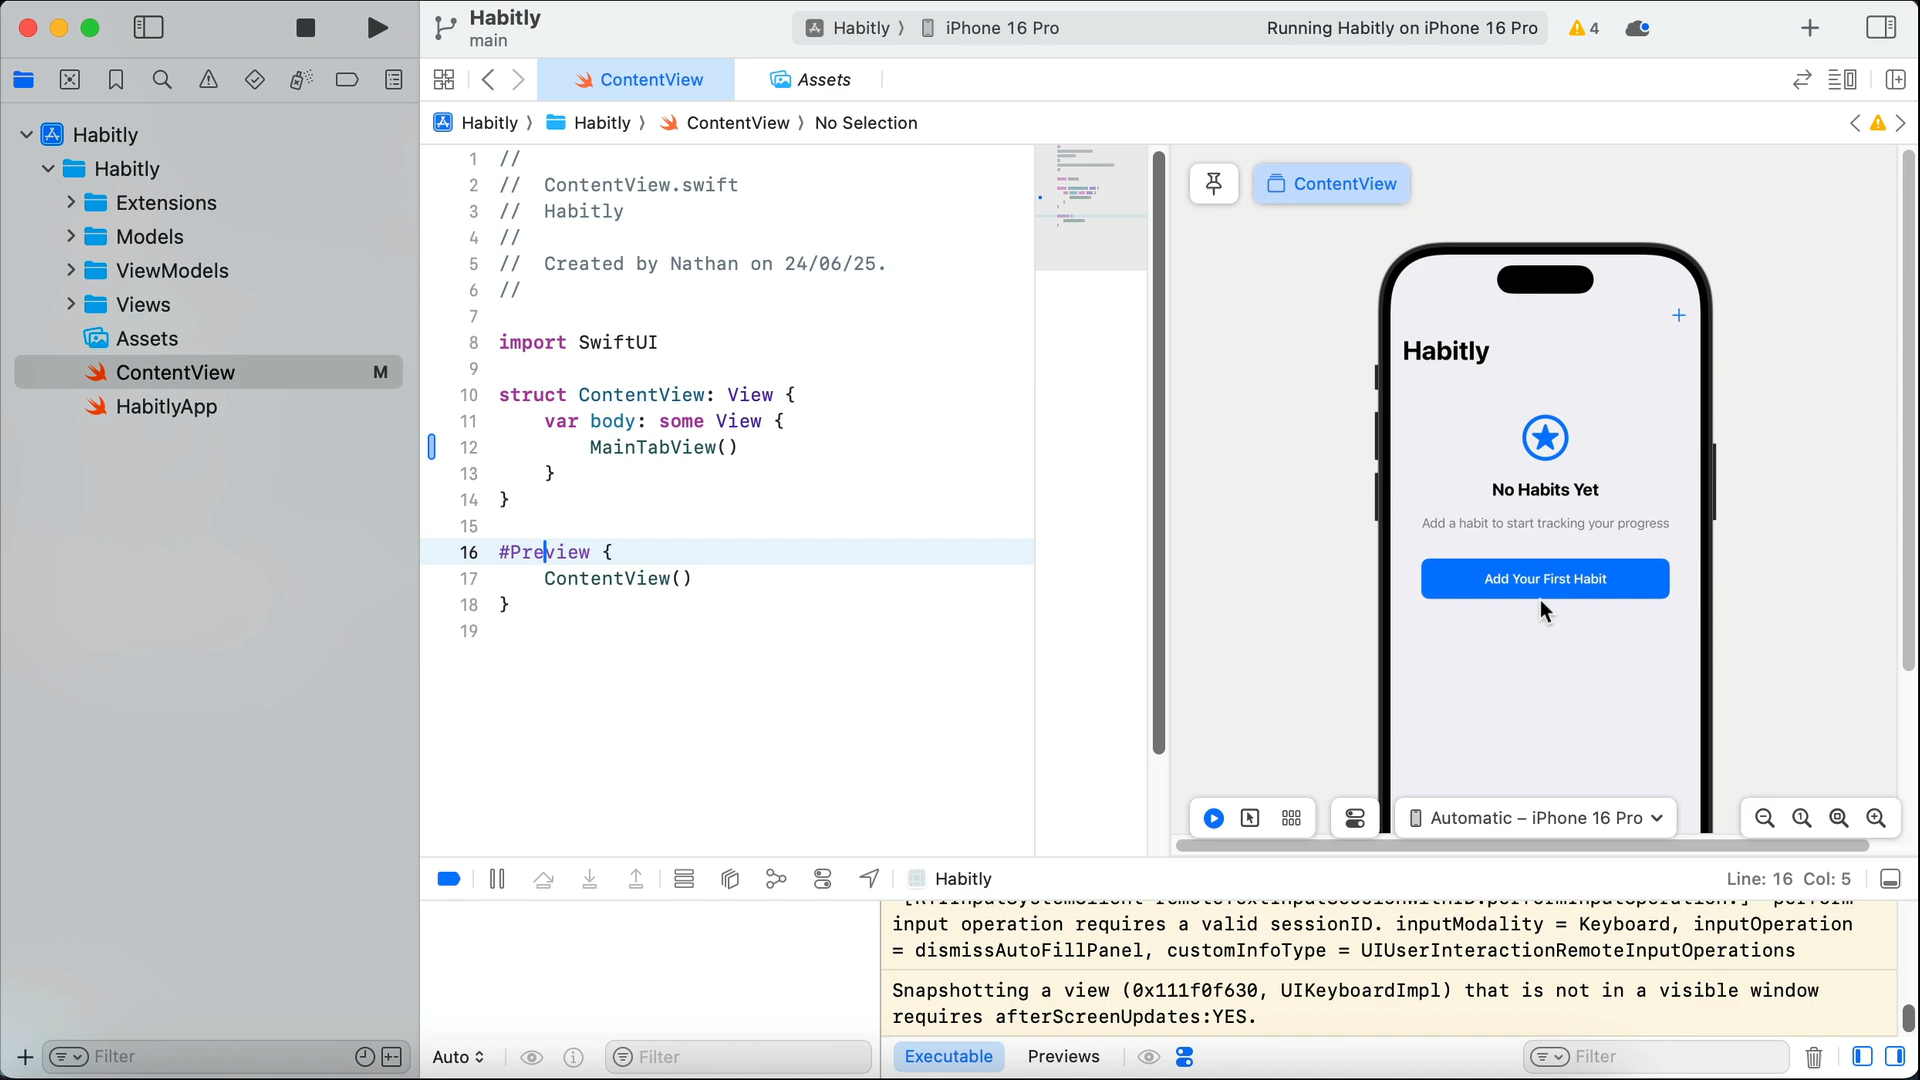 Habitly
main
Habitly 〉 iPhone 16 Pro
Running Habitly on iPhone 16 Pro
4
ContentView
Assets
Habitly 〉 Habitly 〉 ContentView 〉 No Selection
Habitly
Habitly
Extensions
Models
ViewModels
Views
Assets
ContentView M
HabitlyApp
1 //
2 // ContentView.swift
3 // Habitly
4 //
5 // Created by Nathan on 24/06/25.
6 //
7
8 import SwiftUI
9
10 struct ContentView: View {
11 var body: some View {
12 MainTabView()
13 }
14 }
15
16 #Preview {
17 ContentView()
18 }
19
ContentView
Habitly
No Habits Yet
Add a habit to start tracking your progress
Add Your First Habit
Automatic – iPhone 16 Pro
Habitly
Line: 16 Col: 5
input operation requires a valid sessionID. inputModality = Keyboard, inputOperation
= dismissAutoFillPanel, customInfoType = UIUserInteractionRemoteInputOperations
Snapshotting a view (0x111f0f630, UIKeyboardImpl) that is not in a visible window
requires afterScreenUpdates:YES.
Filter
Auto
Filter
Executable
Previews
Filter